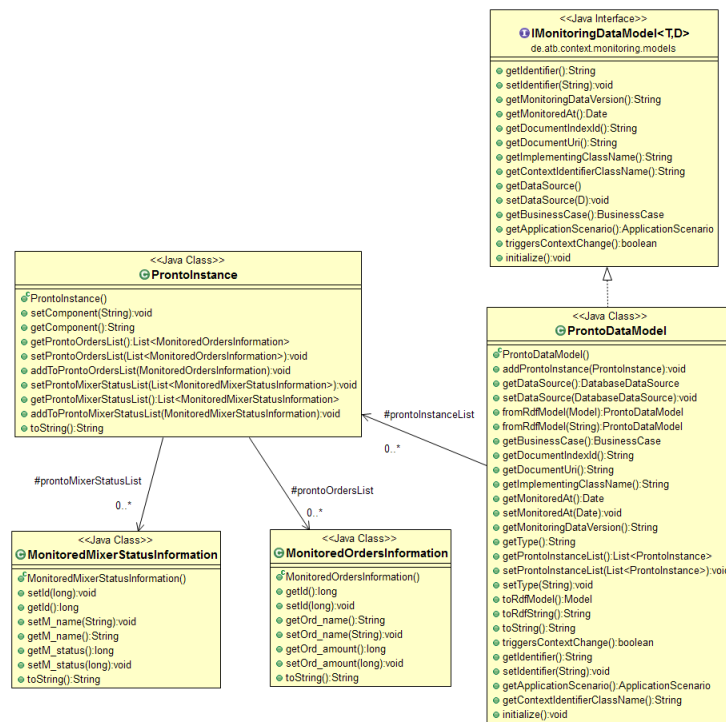 <<Java Interface>>
IMonitoringDataModel<T,D>
de.atb.context.monitoring.models
getIdentifier():String
setIdentifier(String):void
getMonitoringDataVersion():String
getMonitoredAt():Date
getDocumentIndexId():String
getDocumentUri():String
getImplementingClassName():String
getContextIdentifierClassName():String
getDataSource()
setDataSource(D):void
getBusinessCase():BusinessCase
getApplicationScenario():ApplicationScenario
triggersContextChange():boolean
initialize():void
<<Java Class>>
ProntoInstance
ProntoInstance()
setComponent(String):void
getComponent():String
getProntoOrdersList():List<MonitoredOrdersInformation>
setProntoOrdersList(List<MonitoredOrdersInformation>):void
addToProntoOrdersList(MonitoredOrdersInformation):void
setProntoMixerStatusList(List<MonitoredMixerStatusInformation>):void
getProntoMixerStatusList():List<MonitoredMixerStatusInformation>
addToProntoMixerStatusList(MonitoredMixerStatusInformation):void
toString():String
<<Java Class>>
ProntoDataModel
ProntoDataModel()
addProntoInstance(ProntoInstance):void
getDataSource():DatabaseDataSource
setDataSource(DatabaseDataSource):void
fromRdfModel(Model):ProntoDataModel
fromRdfModel(String):ProntoDataModel
getBusinessCase():BusinessCase
getDocumentIndexId():String
getDocumentUri():String
getImplementingClassName():String
getMonitoredAt():Date
setMonitoredAt(Date):void
getMonitoringDataVersion():String
getType():String
getProntoInstanceList():List<ProntoInstance>
setProntoInstanceList(List<ProntoInstance>):void
setType(String):void
toRdfModel():Model
toRdfString():String
toString():String
triggersContextChange():boolean
getIdentifier():String
setIdentifier(String):void
getApplicationScenario():ApplicationScenario
getContextIdentifierClassName():String
initialize():void
#prontoInstanceList
0..*
#prontoMixerStatusList
0..*
#prontoOrdersList
0..*
<<Java Class>>
MonitoredMixerStatusInformation
MonitoredMixerStatusInformation()
setId(long):void
getId():long
setM_name(String):void
getM_name():String
getM_status():long
setM_status(long):void
toString():String
<<Java Class>>
MonitoredOrdersInformation
MonitoredOrdersInformation()
getId():long
setId(long):void
getOrd_name():String
setOrd_name(String):void
getOrd_amount():long
setOrd_amount(long):void
toString():String